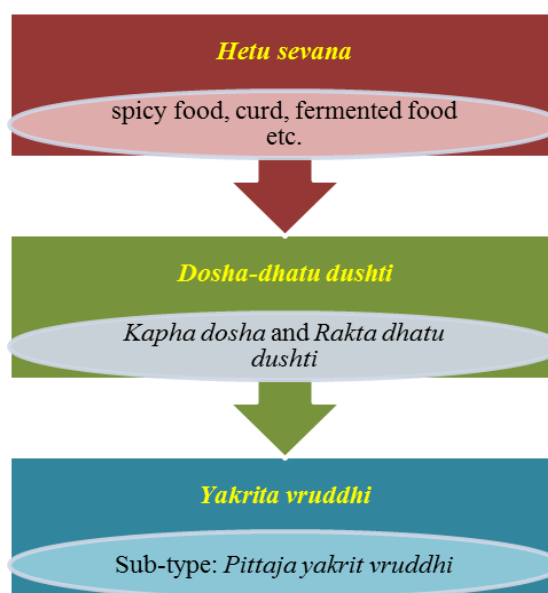 Hetu sevana
spicy food, curd, fermented food
etc.
Dosha-dhatu dushti
Kapha dosha and Rakta dhatu
dushti
Yakrita vruddhi
Sub-type: Pittaja yakrit vruddhi